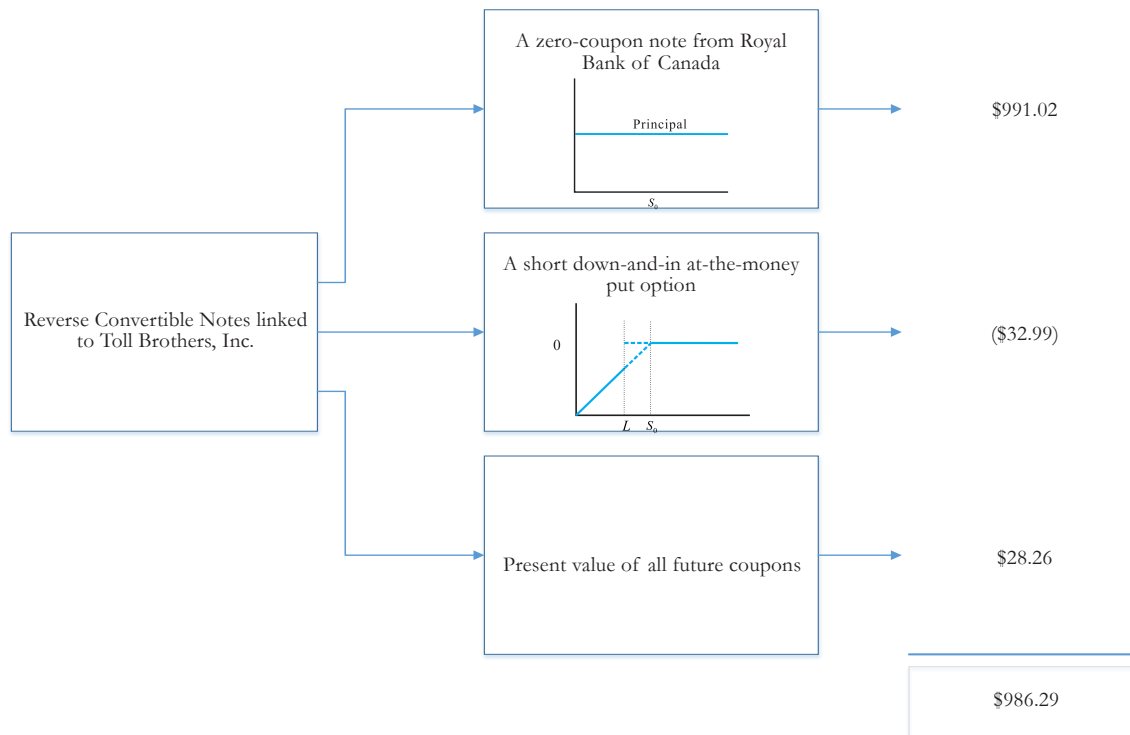 A zero-coupon note from Royal
Bank of Canada
Principal
S₀
$991.02
Reverse Convertible Notes linked
to Toll Brothers, Inc.
A short down-and-in at-the-money
put option
0
L S₀
($32.99)
Present value of all future coupons
$28.26
$986.29